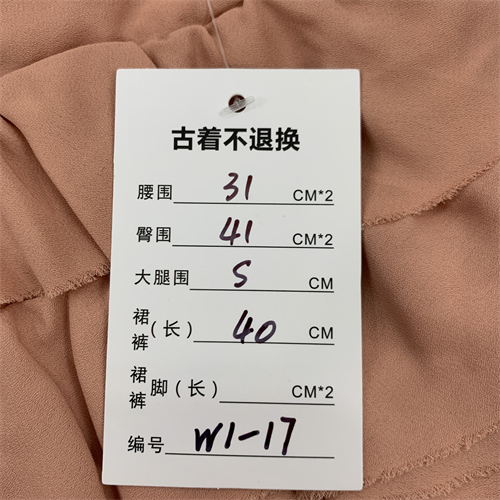 古着不退换
腰围 31 CM*2
臀围 41 CM*2
大腿围 S CM
裙裤(长) 40 CM
裙裤脚(长) CM*2
编号 W1-17